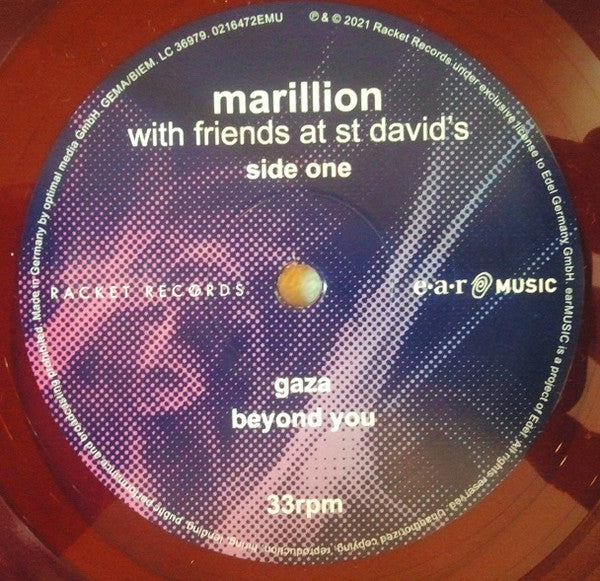 marillion
with friends at st david's
side one
RACKET RECORDS
e·a·r MUSIC
gaza
beyond you
33rpm
℗ & © 2021 Racket Records under exclusive license to Edel Germany GmbH. earMUSIC is a project of Edel. All rights reserved. Unauthorized copying, reproduction, hiring, lending, public performance and broadcasting prohibited. Made in Germany by optimal media GmbH. GEMA/BIEM. LC 36979. 0216472EMU